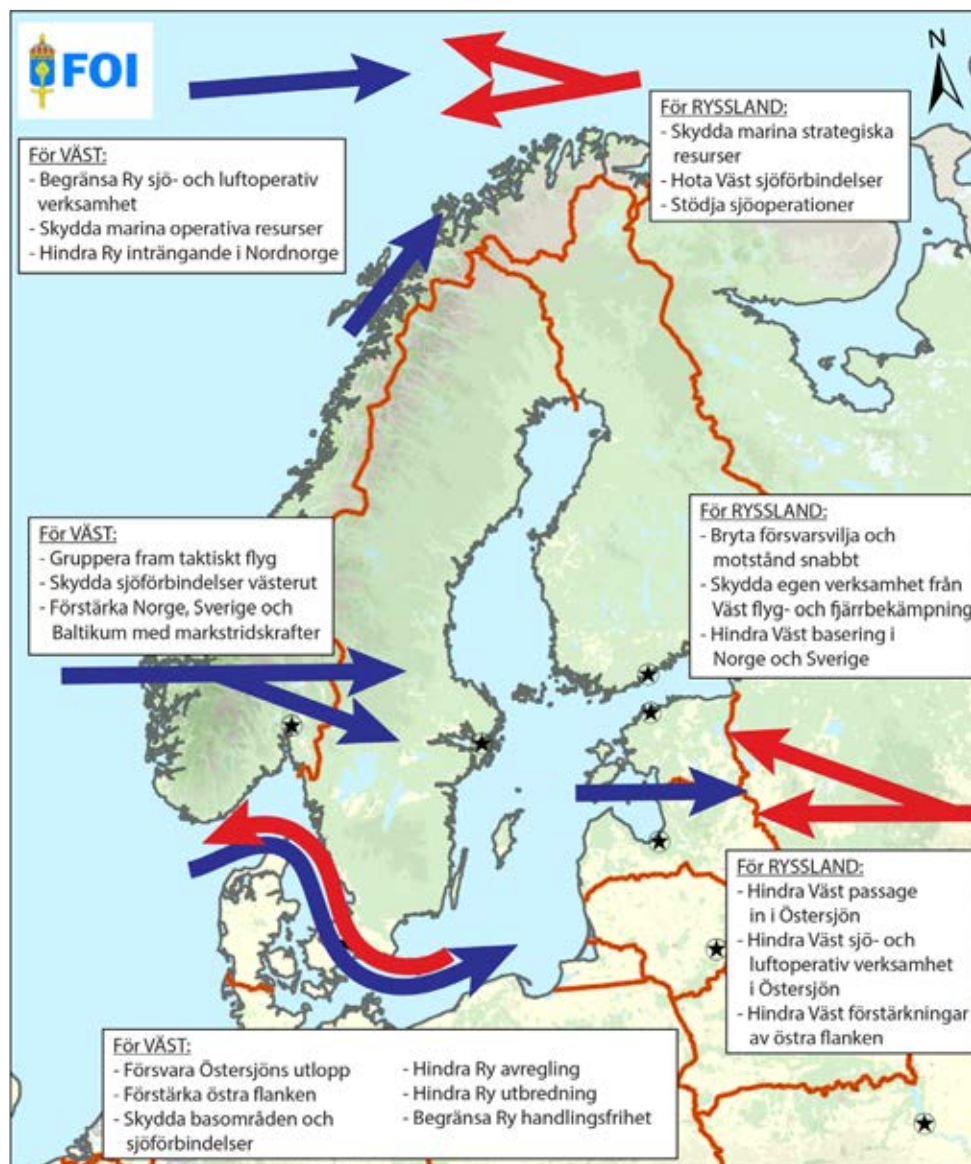 FOI
N
För VÄST:
- Begränsa Ry sjö- och luftoperativ
verksamhet
- Skydda marina operativa resurser
- Hindra Ry inträngande i Nordnorge
För RYSSLAND:
- Skydda marina strategiska
resurser
- Hota Väst sjöförbindelser
- Stödja sjöoperationer
För VÄST:
- Gruppera fram taktiskt flyg
- Skydda sjöförbindelser västerut
- Förstärka Norge, Sverige och
Baltikum med markstridskrafter
För RYSSLAND:
- Bryta försvarsvilja och
motstånd snabbt
- Skydda egen verksamhet från
Väst flyg- och fjärrbekämpning
- Hindra Väst basering i
Norge och Sverige
För RYSSLAND:
- Hindra Väst passage
in i Östersjön
- Hindra Väst sjö- och
luftoperativ verksamhet
i Östersjön
- Hindra Väst förstärkningar
av östra flanken
För VÄST:
- Försvara Östersjöns utlopp
- Förstärka östra flanken
- Skydda basområden och
sjöförbindelser
- Hindra Ry avregling
- Hindra Ry utbredning
- Begränsa Ry handlingsfrihet